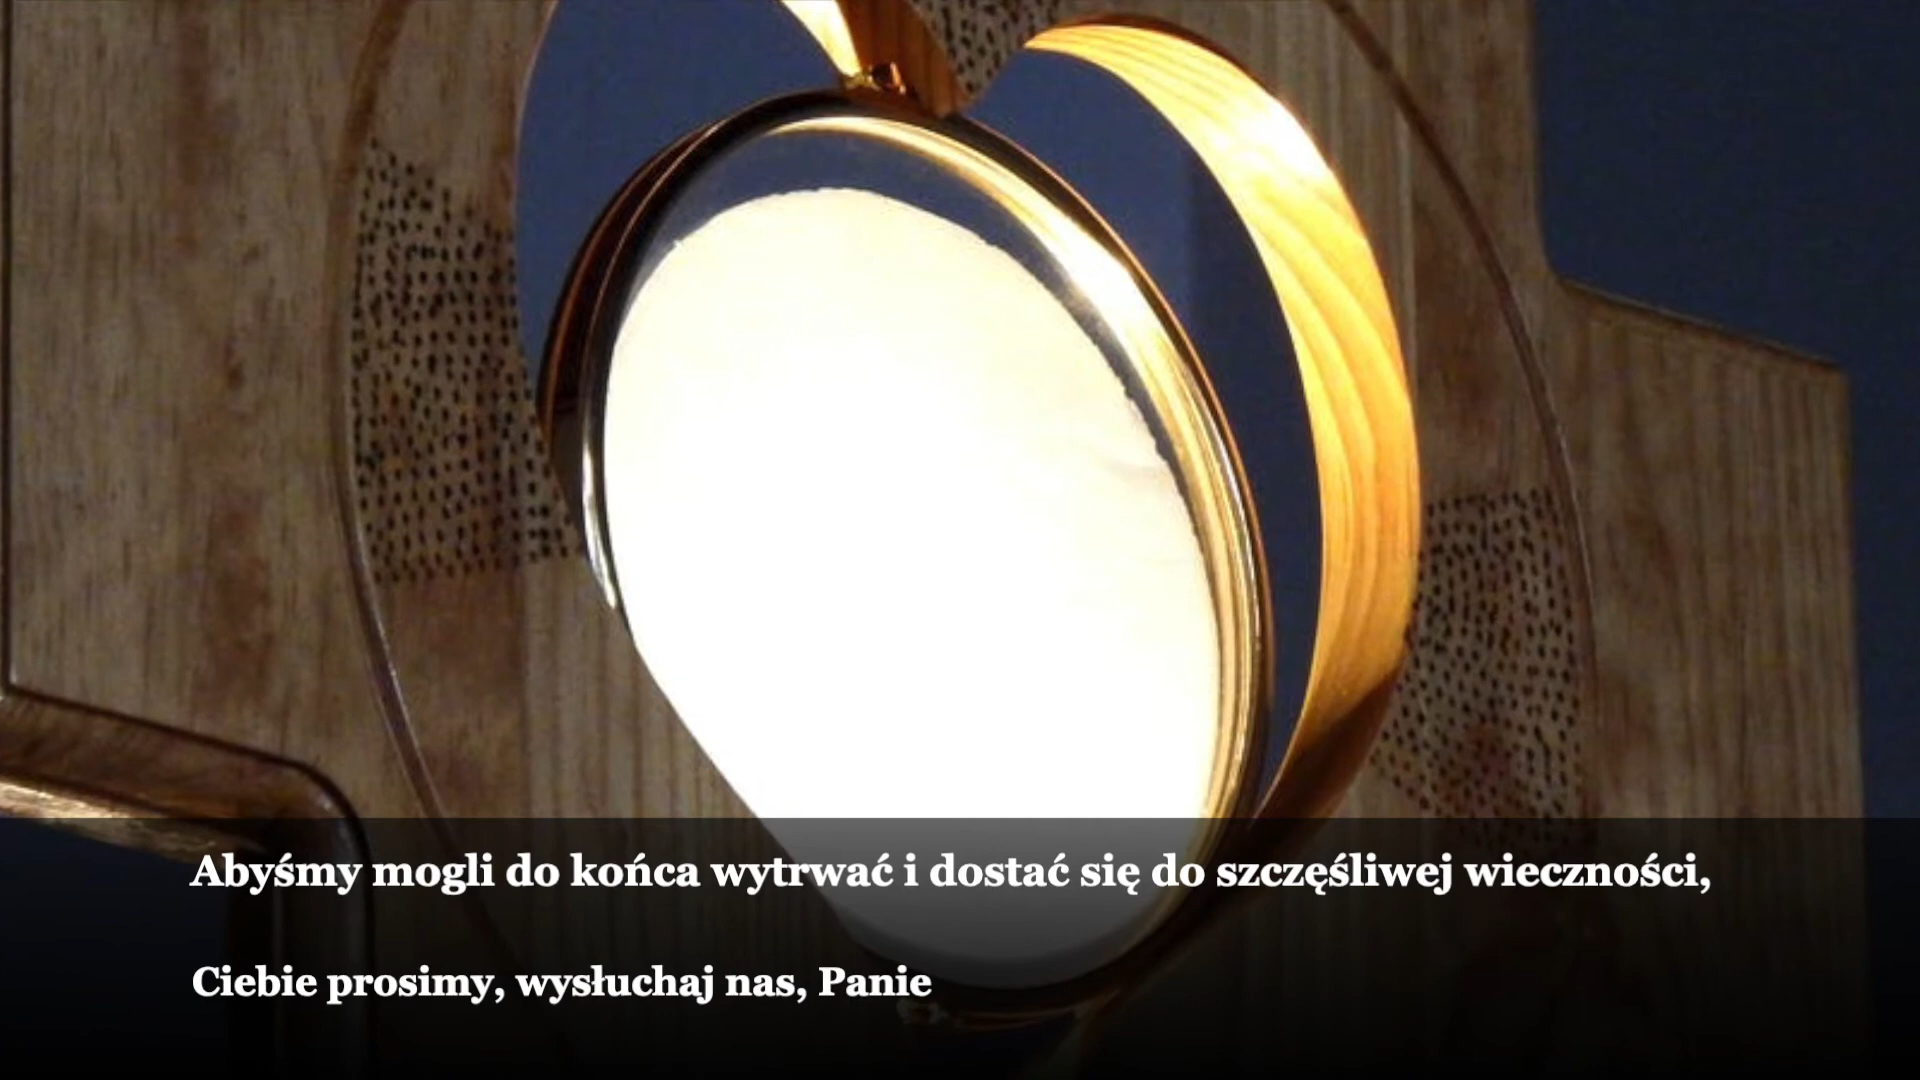 Abyśmy mogli do końca wytrwać i dostać się do szczęśliwej wieczności,
Ciebie prosimy, wysłuchaj nas, Panie